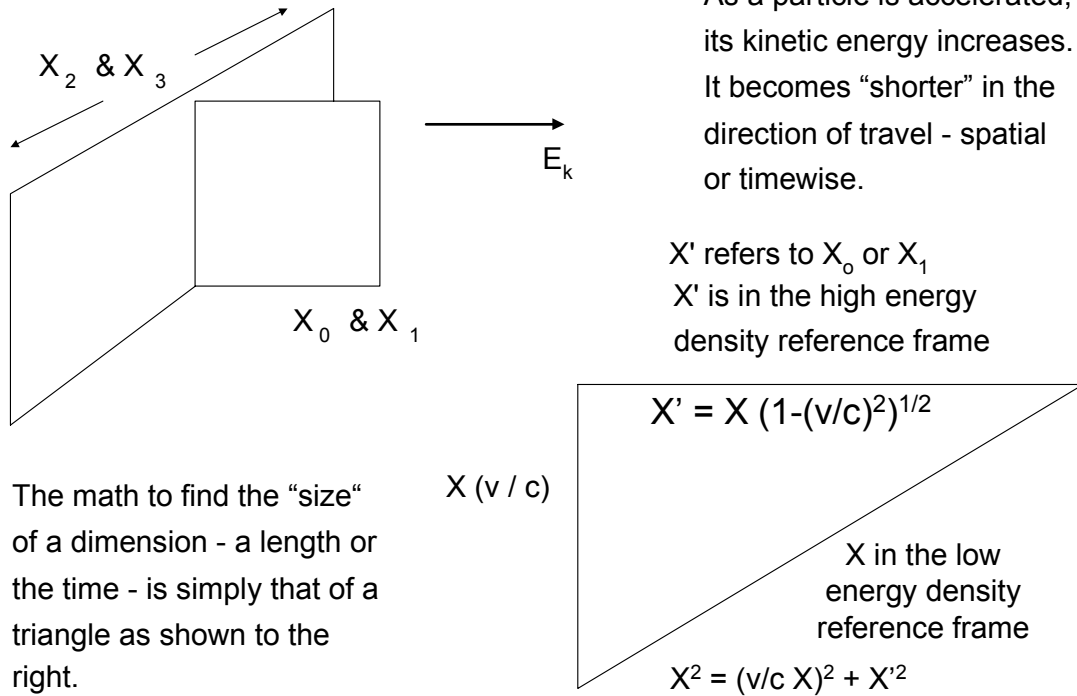 As a particle is accelerated,
its kinetic energy increases.
It becomes “shorter” in the
direction of travel - spatial
or timewise.
X₂ & X₃
Eₖ
X₀ & X₁
X' refers to Xₒ or X₁
X' is in the high energy
density reference frame
X’ = X (1-(v/c)²)¹ᐟ²
X (v / c)
The math to find the “size“
of a dimension - a length or
the time - is simply that of a
triangle as shown to the
right.
X in the low
energy density
reference frame
X² = (v/c X)² + X’²